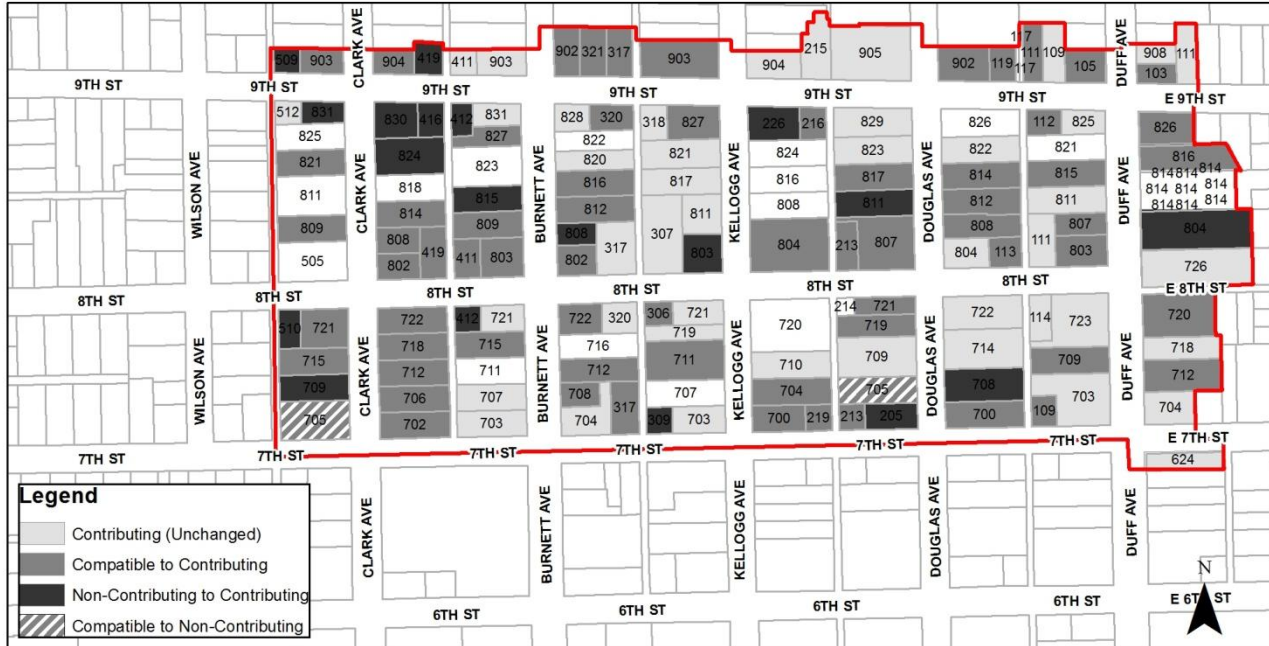 902 321 317
903
215
905
117
111
109
117
902 119
105
908
111
103
509 903
904 419 411 903
904
CLARK AVE
DUFF AVE
9TH ST
9TH ST
9TH ST
9TH ST
9TH ST
9TH ST
E 9TH ST
512 831
825
821
811
809
505
830 416
824
818
814
808
419
802
412 831
827
823
815
809
411 803
828 320
822
820
816
812
808
317
802
318 827
821
817
307
811
803
226 216
824
816
808
804
829
823
817
811
213 807
826
822
814
812
808
804 113
112 825
821
815
811
111
807
803
826
816
814
814 814
814
814 814
814
814 814
814
804
726
WILSON AVE
CLARK AVE
BURNETT AVE
KELLOGG AVE
DOUGLAS AVE
DUFF AVE
8TH ST
8TH ST
8TH ST
8TH ST
8TH ST
8TH ST
E 8TH ST
510 721
715
709
705
722
718
712
706
702
412 721
715
711
707
703
722 320
716
712
708
317
704
306 721
719
711
707
309 703
720
710
704
700 219
214 721
719
709
705
213 205
722
714
708
700
114 723
709
109
703
720
718
712
704
WILSON AVE
CLARK AVE
BURNETT AVE
KELLOGG AVE
DOUGLAS AVE
DUFF AVE
7TH ST
7TH ST
7TH ST
7TH ST
7TH ST
7TH ST
E 7TH ST
624
CLARK AVE
BURNETT AVE
KELLOGG AVE
DOUGLAS AVE
DUFF AVE
6TH ST
6TH ST
6TH ST
6TH ST
E 6TH ST
N
Legend
Contributing (Unchanged)
Compatible to Contributing
Non-Contributing to Contributing
Compatible to Non-Contributing